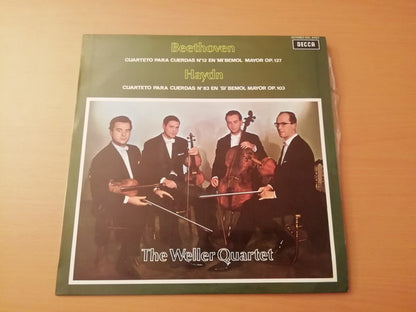 Beethoven
DECCA
CUARTETO PARA CUERDAS Nº12 EN 'MI' BEMOL MAYOR OP. 127
Haydn
CUARTETO PARA CUERDAS Nº83 EN 'SI' BEMOL MAYOR OP. 103
The Weller Quartet